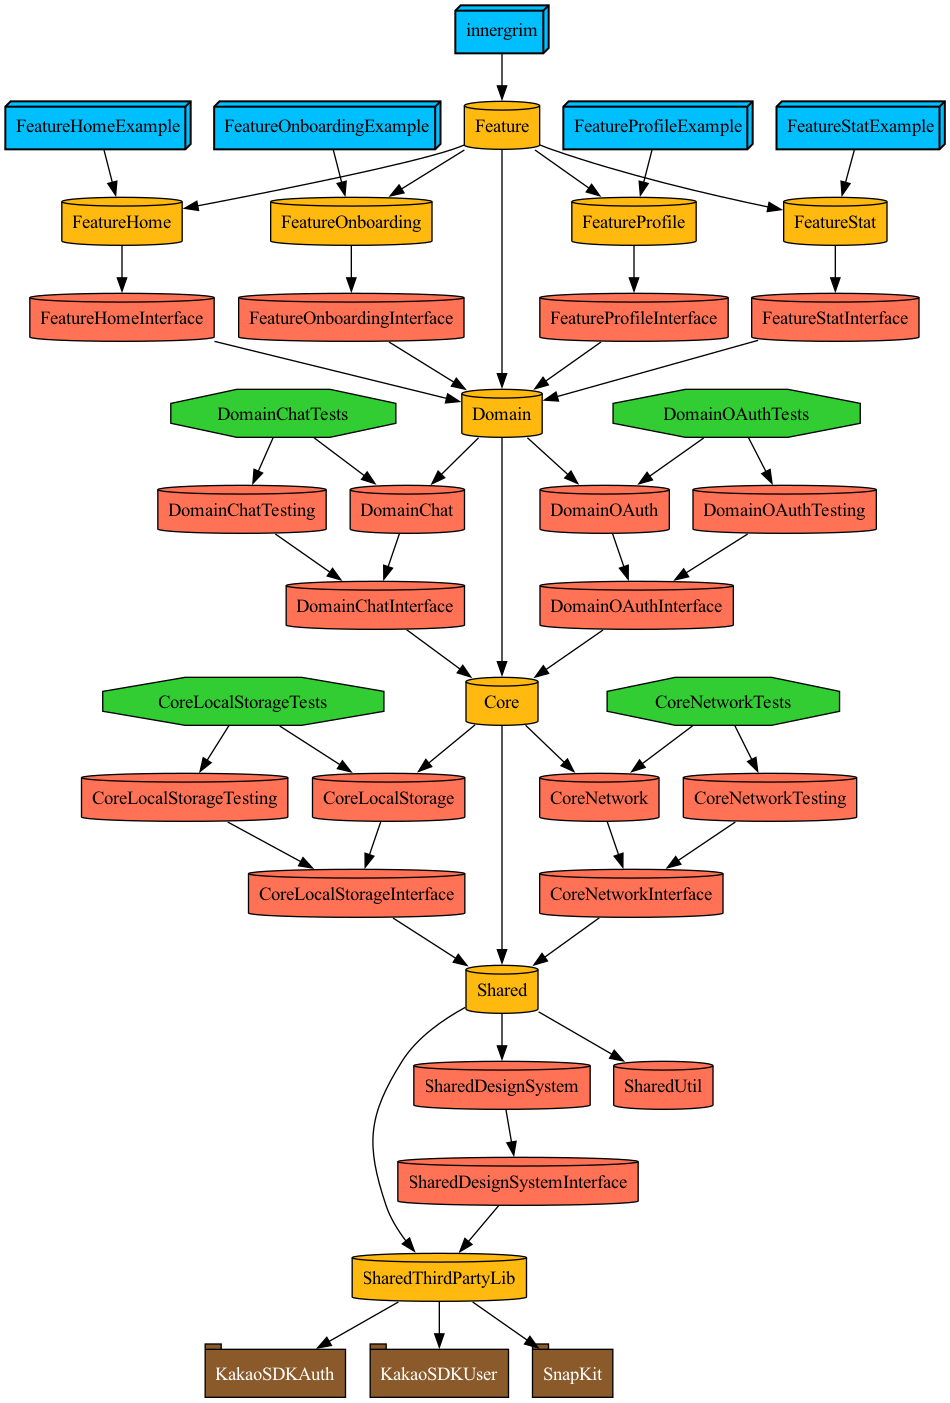 innergrim
FeatureHomeExample
FeatureOnboardingExample
Feature
FeatureProfileExample
FeatureStatExample
FeatureHome
FeatureOnboarding
FeatureProfile
FeatureStat
FeatureHomeInterface
FeatureOnboardingInterface
FeatureProfileInterface
FeatureStatInterface
DomainChatTests
Domain
DomainOAuthTests
DomainChatTesting
DomainChat
DomainOAuth
DomainOAuthTesting
DomainChatInterface
DomainOAuthInterface
CoreLocalStorageTests
Core
CoreNetworkTests
CoreLocalStorageTesting
CoreLocalStorage
CoreNetwork
CoreNetworkTesting
CoreLocalStorageInterface
CoreNetworkInterface
Shared
SharedDesignSystem
SharedUtil
SharedDesignSystemInterface
SharedThirdPartyLib
KakaoSDKAuth
KakaoSDKUser
SnapKit